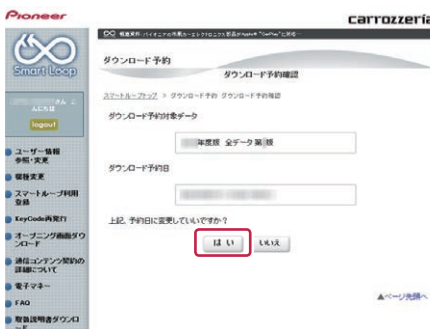 Pioneer
carrozzeria
Smart Loop
さん こ
んにちは
logout
ユーザー情報
参照・変更
機種変更
スマートループ利用
登録
KeyCode再発行
オープニング画面ダウ
ンロード
通信コンテンツ契約の
詳細について
電子マネー
FAQ
取扱説明書ダウンロ
ード
ダウンロード予約
ダウンロード予約確認
スマートループトップ > ダウンロード予約 ダウンロード予約確認
ダウンロード予約対象データ
年度版 全データ 第 版
ダウンロード予約日
上記、予約日に変更していいですか？
はい
いいえ
▲ページ先頭へ